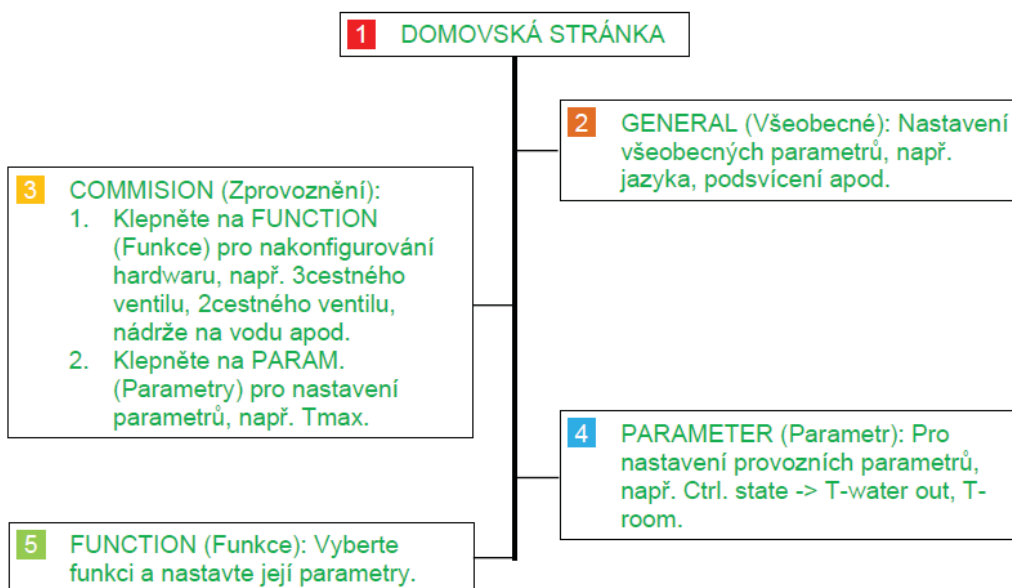 1 DOMOVSKÁ STRÁNKA
2 GENERAL (Všeobecné): Nastavení
všeobecných parametrů, např.
jazyka, podsvícení apod.
3 COMMISION (Zprovoznění):
1. Klepněte na FUNCTION
(Funkce) pro nakonfigurování
hardwaru, např. 3cestného
ventilu, 2cestného ventilu,
nádrže na vodu apod.
2. Klepněte na PARAM.
(Parametry) pro nastavení
parametrů, např. Tmax.
4 PARAMETER (Parametr): Pro
nastavení provozních parametrů,
např. Ctrl. state -> T-water out, T-
room.
5 FUNCTION (Funkce): Vyberte
funkci a nastavte její parametry.